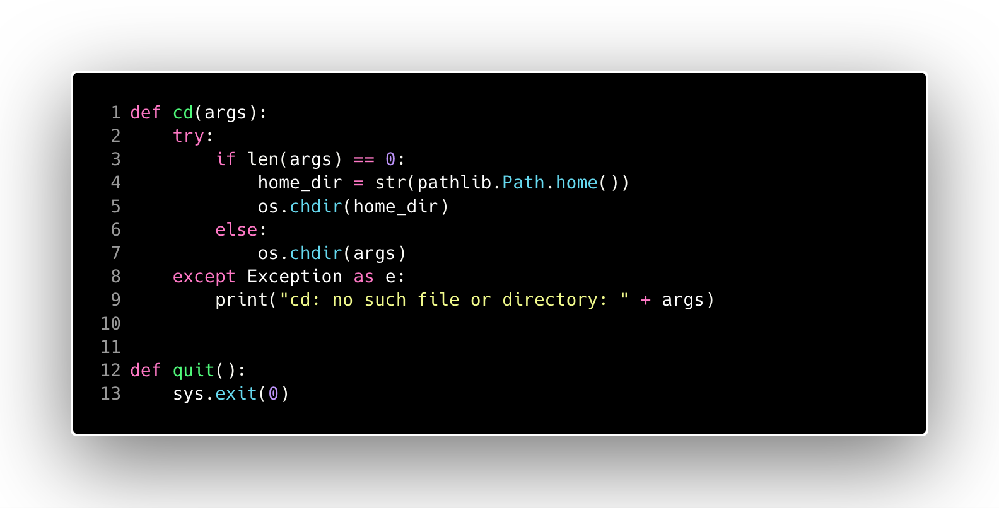 1 def cd(args):
2     try:
3         if len(args) == 0:
4             home_dir = str(pathlib.Path.home())
5             os.chdir(home_dir)
6         else:
7             os.chdir(args)
8     except Exception as e:
9         print("cd: no such file or directory: " + args)
10
11
12 def quit():
13     sys.exit(0)